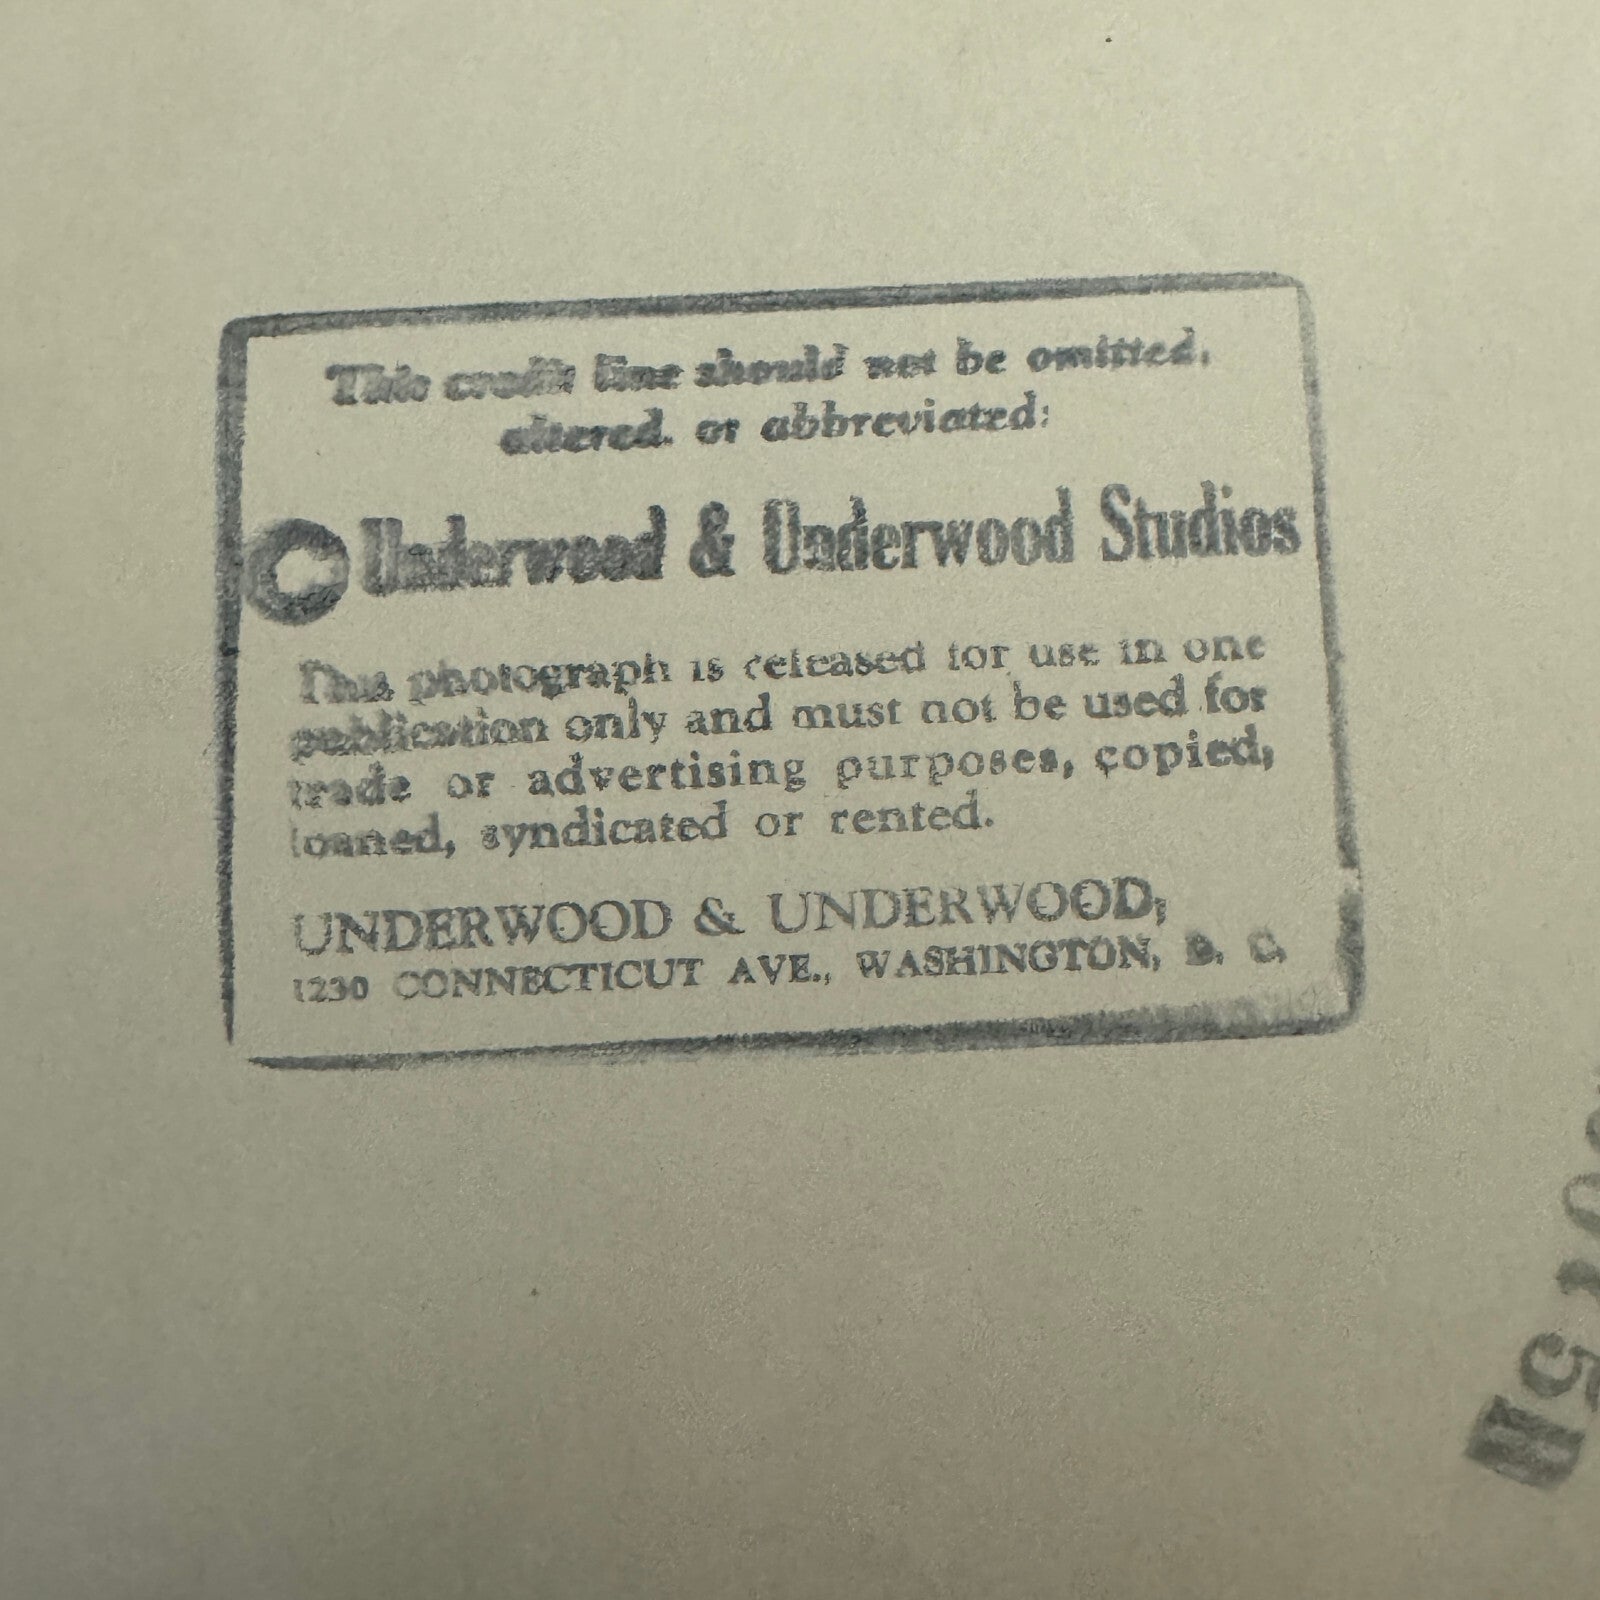 This credit line should not be omitted,
altered, or abbreviated:
© Underwood & Underwood Studios
This photograph is released for use in one
publication only and must not be used for
trade or advertising purposes, copied,
loaned, syndicated or rented.
UNDERWOOD & UNDERWOOD,
1230 CONNECTICUT AVE., WASHINGTON, D. C.